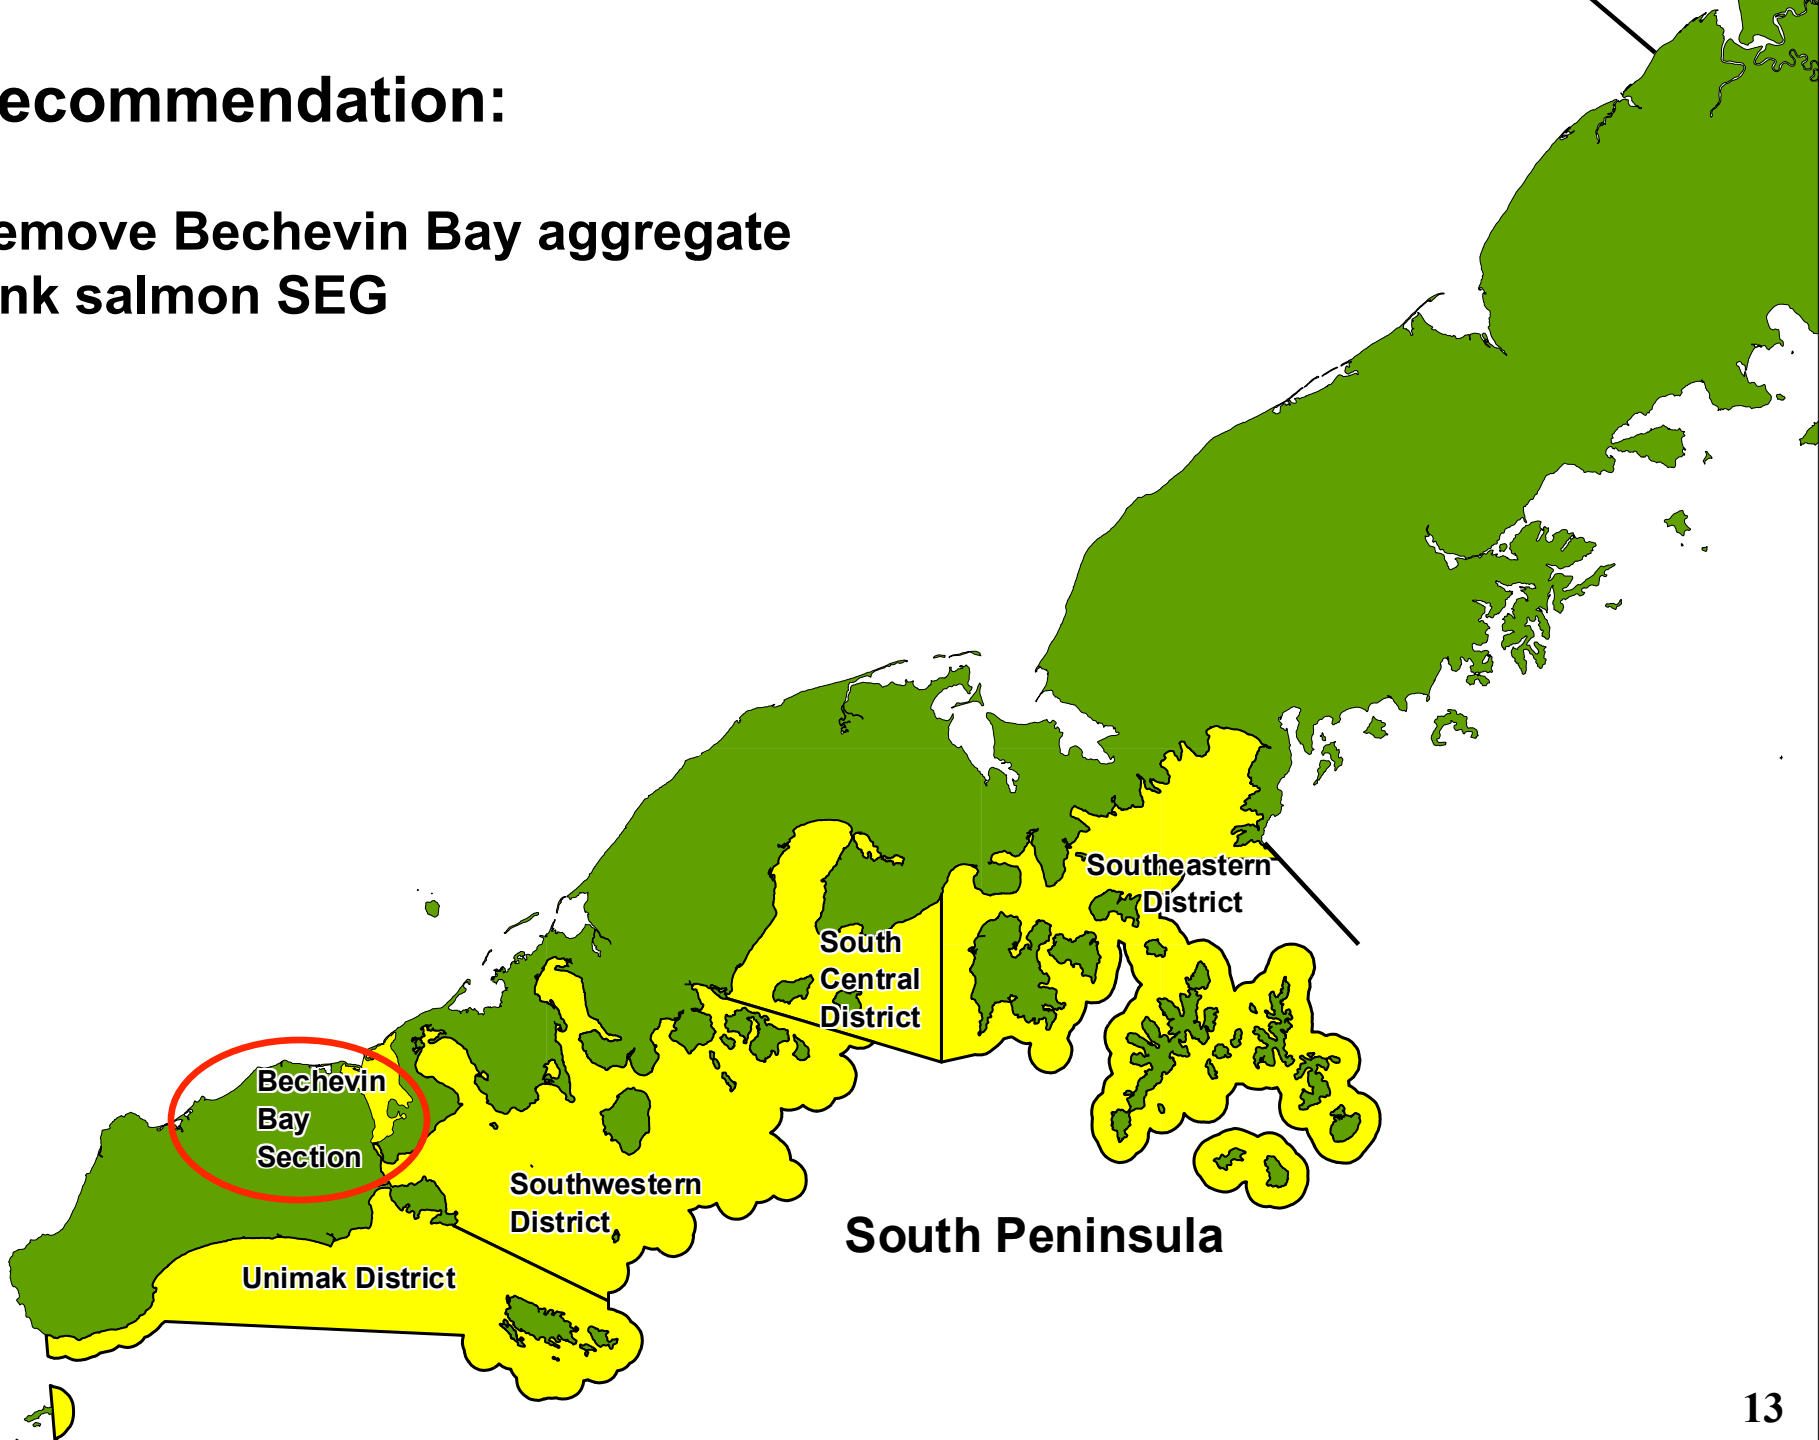 ecommendation:
emove Bechevin Bay aggregate
nk salmon SEG
Southeastern
District
South
Central
District
Bechevin
Bay
Section
Southwestern
District
South Peninsula
Unimak District
13